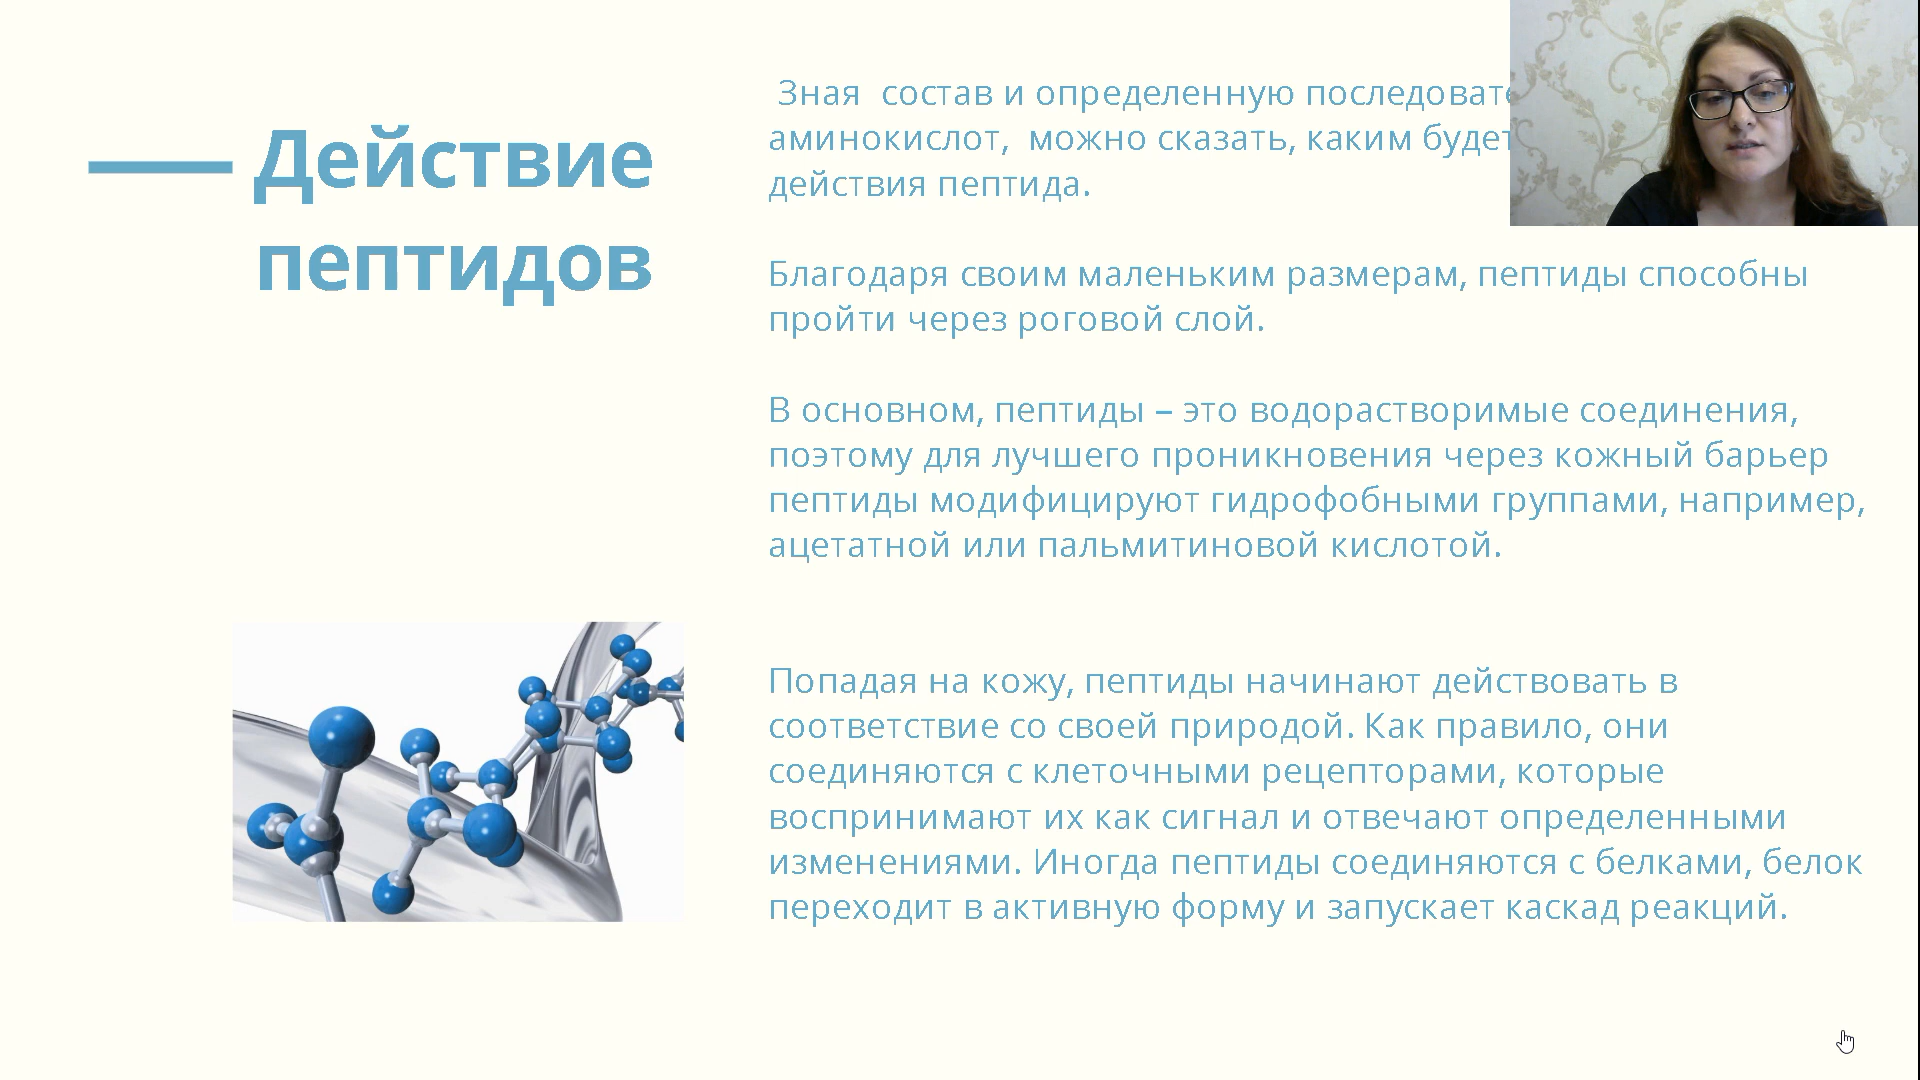 Действие
пептидов
Зная состав и определенную
аминокислот, можно сказать, каким будет
действия пептида.
Благодаря своим маленьким размерам, пептиды способны
пройти через роговой слой.
В основном, пептиды – это водорастворимые соединения,
поэтому для лучшего проникновения через кожный барьер
пептиды модифицируют гидрофобными группами, например,
ацетатной или пальмитиновой кислотой.
Попадая на кожу, пептиды начинают действовать в
соответствие со своей природой. Как правило, они
соединяются с клеточными рецепторами, которые
воспринимают их как сигнал и отвечают определенными
изменениями. Иногда пептиды соединяются с белками, белок
переходит в активную форму и запускает каскад реакций.